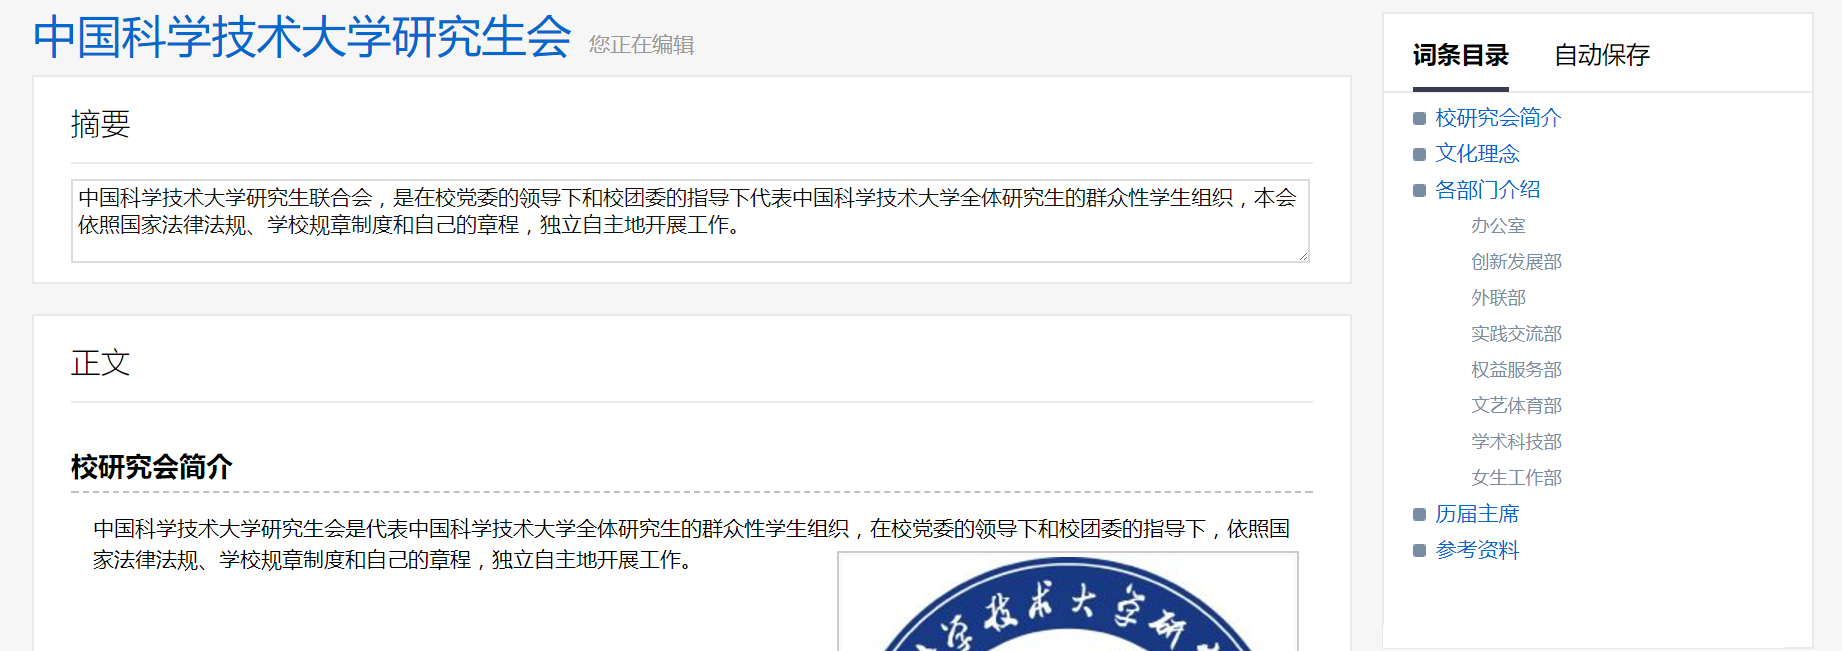 中国科学技术大学研究生会 您正在编辑
摘要
中国科学技术大学研究生联合会，是在校党委的领导下和校团委的指导下代表中国科学技术大学全体研究生的群众性学生组织，本会
依照国家法律法规、学校规章制度和自己的章程，独立自主地开展工作。
正文
校研究会简介
中国科学技术大学研究生会是代表中国科学技术大学全体研究生的群众性学生组织，在校党委的领导下和校团委的指导下，依照国
家法律法规、学校规章制度和自己的章程，独立自主地开展工作。
学技术大学研
词条目录 自动保存
校研究会简介
文化理念
各部门介绍
办公室
创新发展部
外联部
实践交流部
权益服务部
文艺体育部
学术科技部
女生工作部
历届主席
参考资料